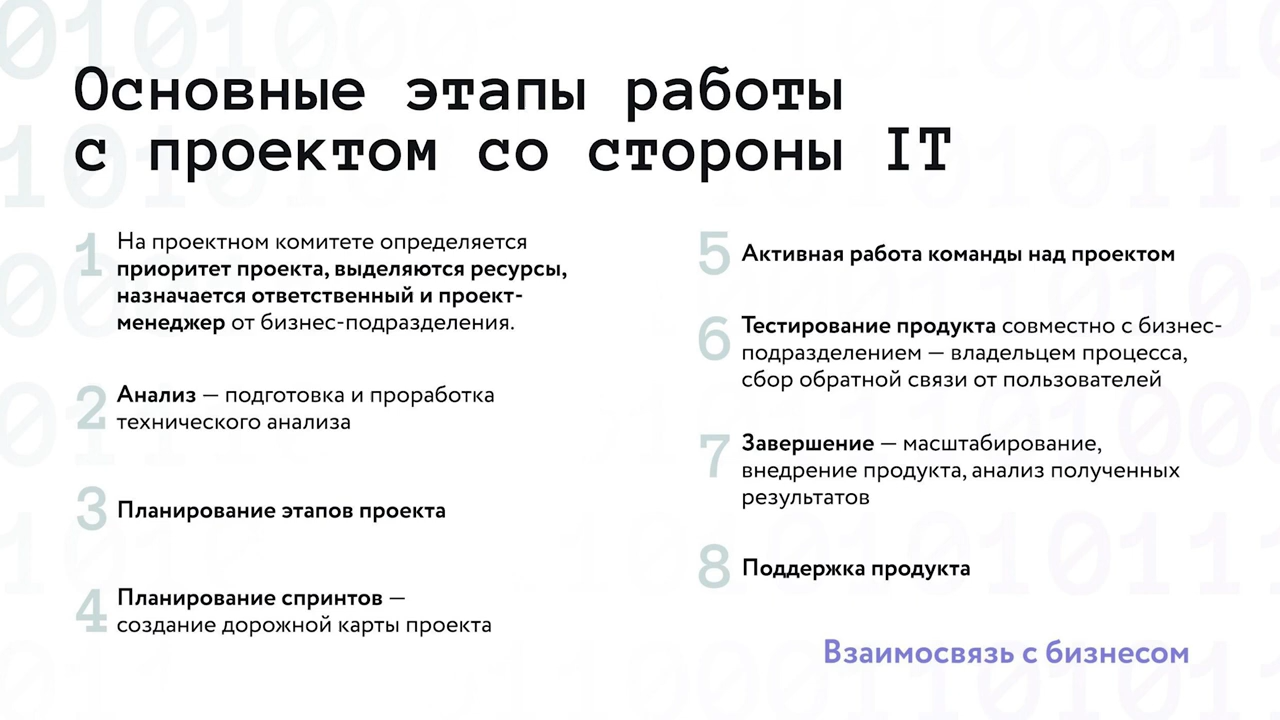 Основные этапы работы
с проектом со стороны IT
1 На проектном комитете определяется
приоритет проекта, выделяются ресурсы,
назначается ответственный и проект-
менеджер от бизнес-подразделения.
2 Анализ — подготовка и проработка
технического анализа
3 Планирование этапов проекта
4 Планирование спринтов —
создание дорожной карты проекта
5 Активная работа команды над проектом
6 Тестирование продукта совместно с бизнес-
подразделением — владельцем процесса,
сбор обратной связи от пользователей
7 Завершение — масштабирование,
внедрение продукта, анализ полученных
результатов
8 Поддержка продукта
Взаимосвязь с бизнесом